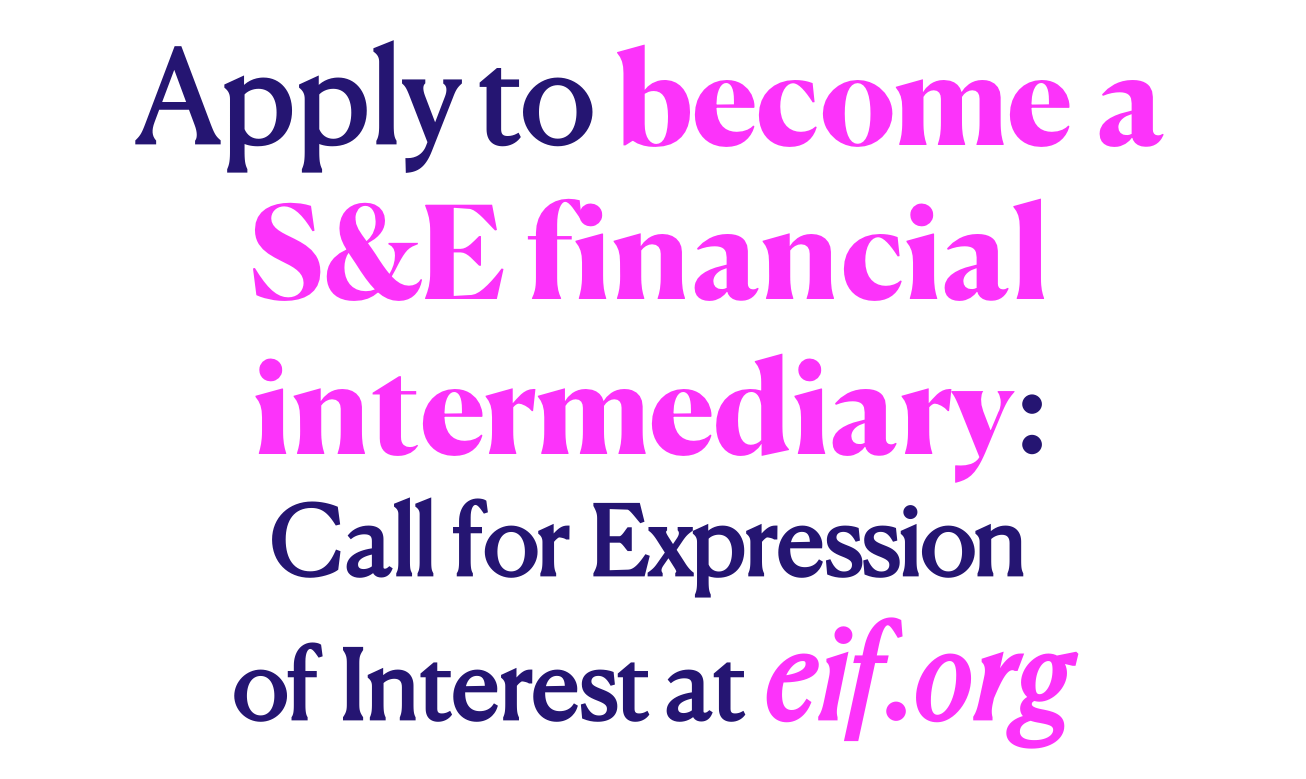 Apply to become a
S&E financial
intermediary:
Call for Expression
of Interest at eif.org